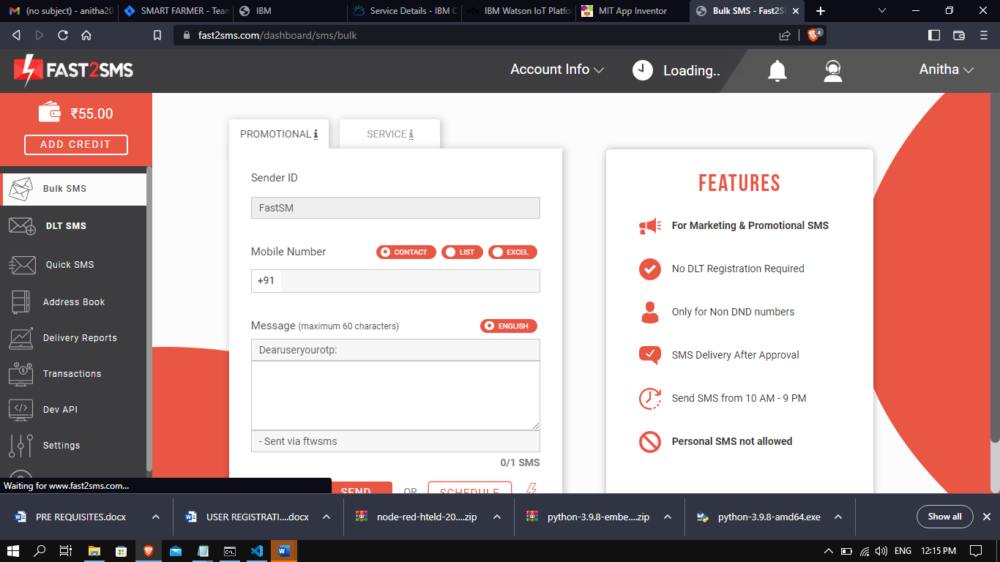 (no subject) - anitha20
SMART FARMER - Team
IBM
Service Details - IBM C
IBM Watson IoT Platfo
MIT App Inventor
Bulk SMS - Fast2S
fast2sms.com/dashboard/sms/bulk
4
FAST2SMS
Account Info
Loading..
Anitha
₹55.00
ADD CREDIT
Bulk SMS
DLT SMS
Quick SMS
Address Book
Delivery Reports
Transactions
Dev API
Settings
PROMOTIONAL
SERVICE
Sender ID
FastSM
Mobile Number
CONTACT
LIST
EXCEL
+91
Message (maximum 60 characters)
ENGLISH
Dearuseryourotp:
- Sent via ftwsms
0/1 SMS
SEND
OR
SCHEDULE
FEATURES
For Marketing & Promotional SMS
No DLT Registration Required
Only for Non DND numbers
SMS Delivery After Approval
Send SMS from 10 AM - 9 PM
Personal SMS not allowed
Waiting for www.fast2sms.com...
PRE REQUISITES.docx
USER REGISTRATI....docx
node-red-hteld-20....zip
python-3.9.8-embe....zip
python-3.9.8-amd64.exe
Show all
ENG
12:15 PM